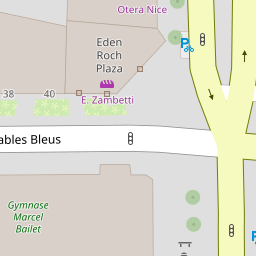 Otera Nice
Eden
Roch
Plaza
38
40
E. Zambetti
ables Bleus
Gymnase
Marcel
Bailet